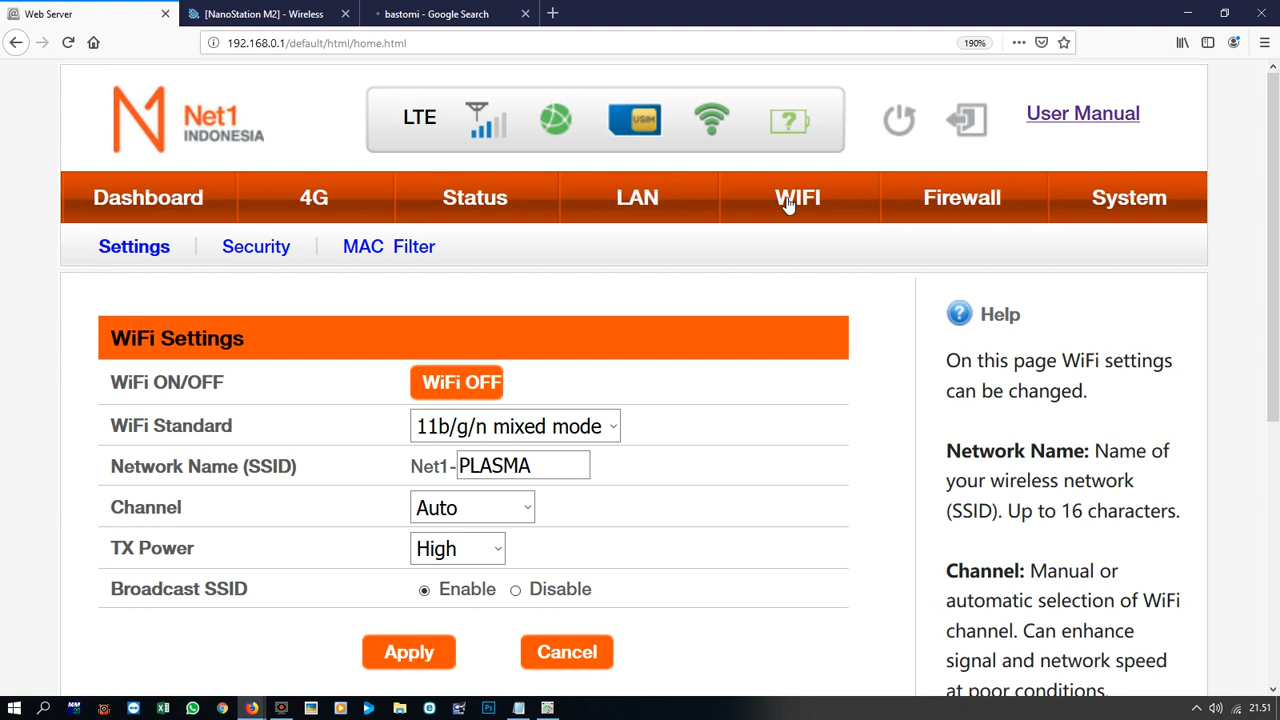 Web Server
[NanoStation M2] - Wireless
bastomi - Google Search
192.168.0.1/default/html/home.html
190%
Net1
INDONESIA
LTE
USIM
?
User Manual
Dashboard
4G
Status
LAN
WIFI
Firewall
System
Settings
Security
MAC Filter
WiFi Settings
WiFi ON/OFF
WiFi OFF
WiFi Standard
11b/g/n mixed mode
Network Name (SSID)
Net1-PLASMA
Channel
Auto
TX Power
High
Broadcast SSID
Enable
Disable
Apply
Cancel
? Help
On this page WiFi settings
can be changed.
Network Name: Name of
your wireless network
(SSID). Up to 16 characters.
Channel: Manual or
automatic selection of WiFi
channel. Can enhance
signal and network speed
at poor conditions.
21.51